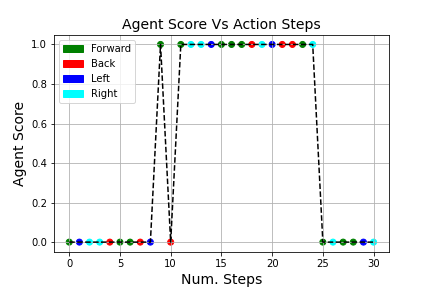 Agent Score Vs Action Steps
1.0
0.8
0.6
0.4
0.2
0.0
Agent Score
Forward
Back
Left
Right
0 5 10 15 20 25 30
Num. Steps